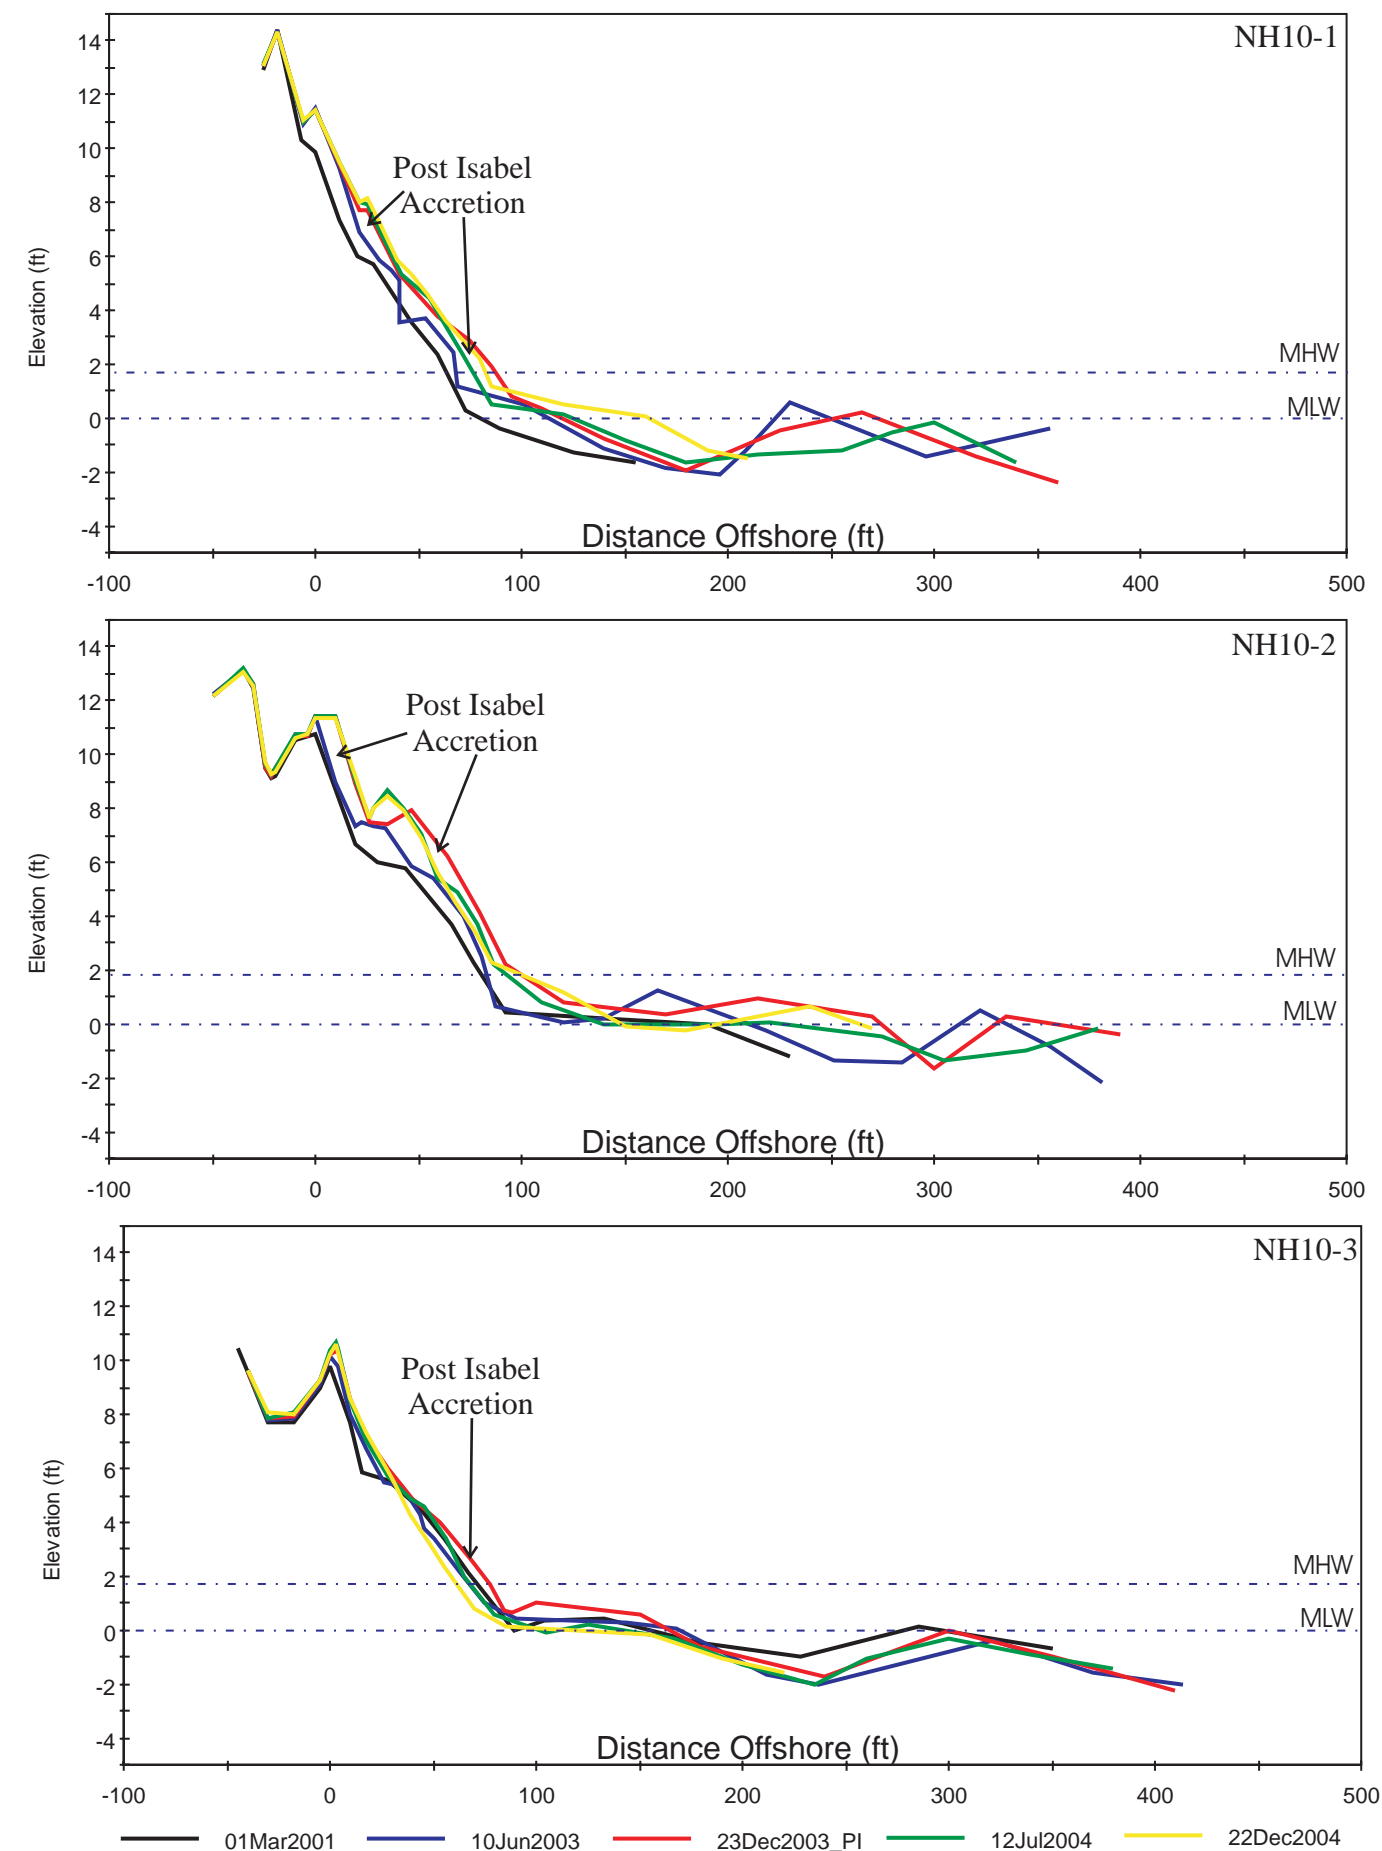 NH10-1
14
12
10
8
6
4
2
0
-2
-4
Elevation (ft)
Post Isabel
Accretion
MHW
MLW
Distance Offshore (ft)
-100 0 100 200 300 400 500
NH10-2
14
12
10
8
6
4
2
0
-2
-4
Elevation (ft)
Post Isabel
Accretion
MHW
MLW
Distance Offshore (ft)
-100 0 100 200 300 400 500
NH10-3
14
12
10
8
6
4
2
0
-2
-4
Elevation (ft)
Post Isabel
Accretion
MHW
MLW
Distance Offshore (ft)
-100 0 100 200 300 400 500
01Mar2001 10Jun2003 23Dec2003_PI 12Jul2004 22Dec2004